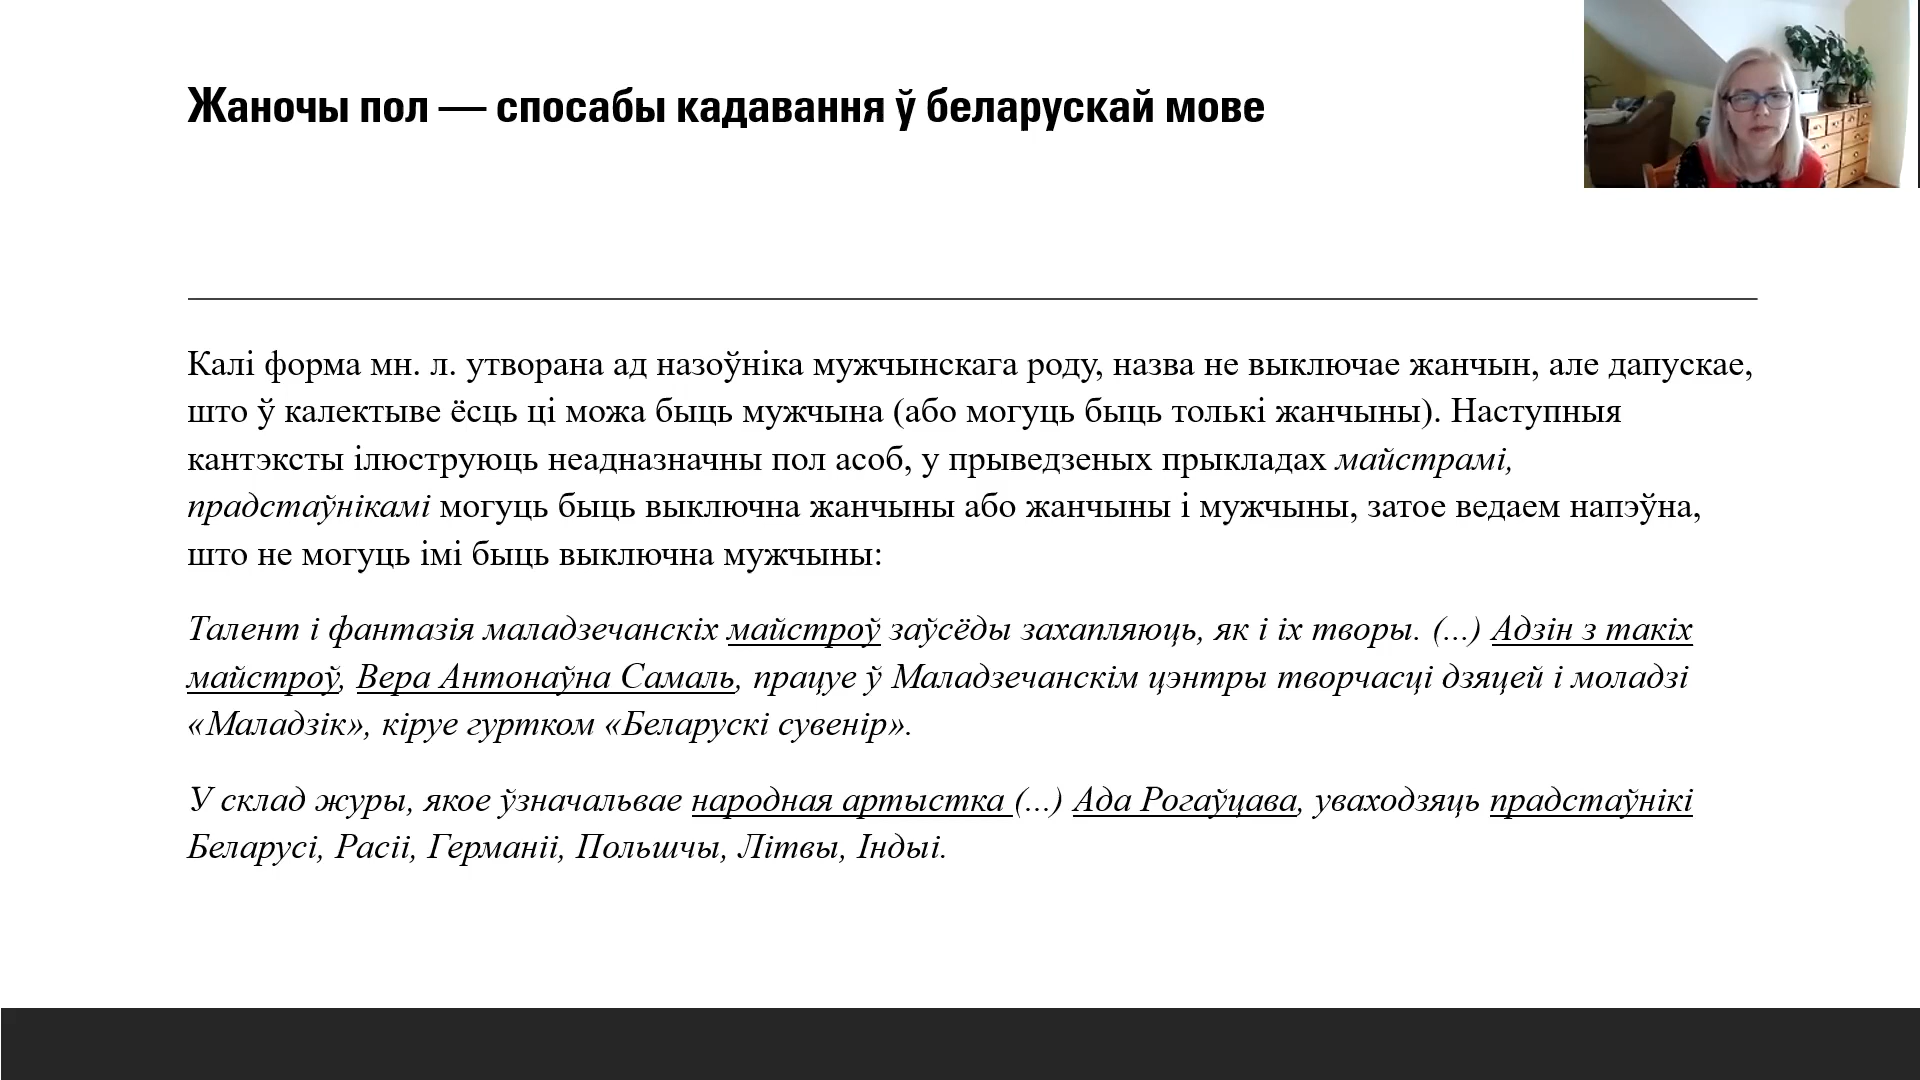 Жаночы пол — спосабы кадавання ў беларускай мове
Калі форма мн. л. утворана ад назоўніка мужчынскага роду, назва не выключае жанчын, але дапускае,
што ў калектыве ёсць ці можа быць мужчына (або могуць быць толькі жанчыны). Наступныя
кантэксты ілюструюць неадназначны пол асоб, у прыведзеных прыкладах майстрамі,
прадстаўнікамі могуць быць выключна жанчыны або жанчыны і мужчыны, затое ведаем напэўна,
што не могуць імі быць выключна мужчыны:
Талент і фантазія маладзечанскіх майстроў заўсёды захапляюць, як і іх творы. (...) Адзін з такіх
майстроў, Вера Антонаўна Самаль, працуе ў Маладзечанскім цэнтры творчасці дзяцей і моладзі
«Маладзік», кіруе гуртком «Беларускі сувенір».
У склад журы, якое ўзначальвае народная артыстка (...) Ада Рогаўцава, уваходзяць прадстаўнікі
Беларусі, Расіі, Германіі, Польшчы, Літвы, Індыі.